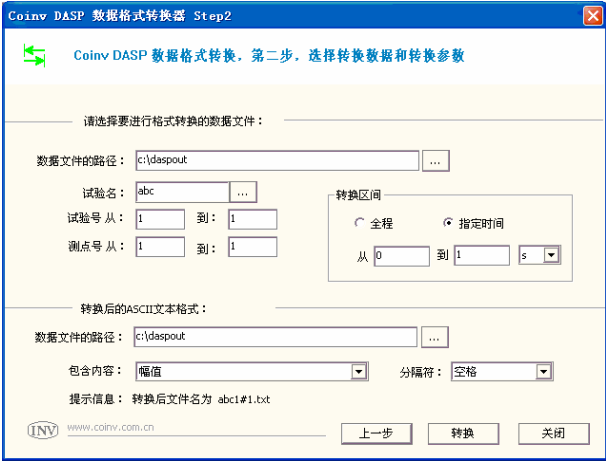 Coinv DASP 数据格式转换器 Step2
Coinv DASP 数据格式转换，第二步，选择转换数据和转换参数
请选择要进行格式转换的数据文件：
数据文件的路径： c:\daspout ...
试验名： abc ...
试验号 从： 1 到： 1
测点号 从： 1 到： 1
转换区间
全程 指定时间
从 0 到 1 s
转换后的ASCII文本格式：
数据文件的路径： c:\daspout ...
包含内容： 幅值 分隔符： 空格
提示信息： 转换后文件名为 abc1#1.txt
INV www.coinv.com.cn
上一步 转换 关闭